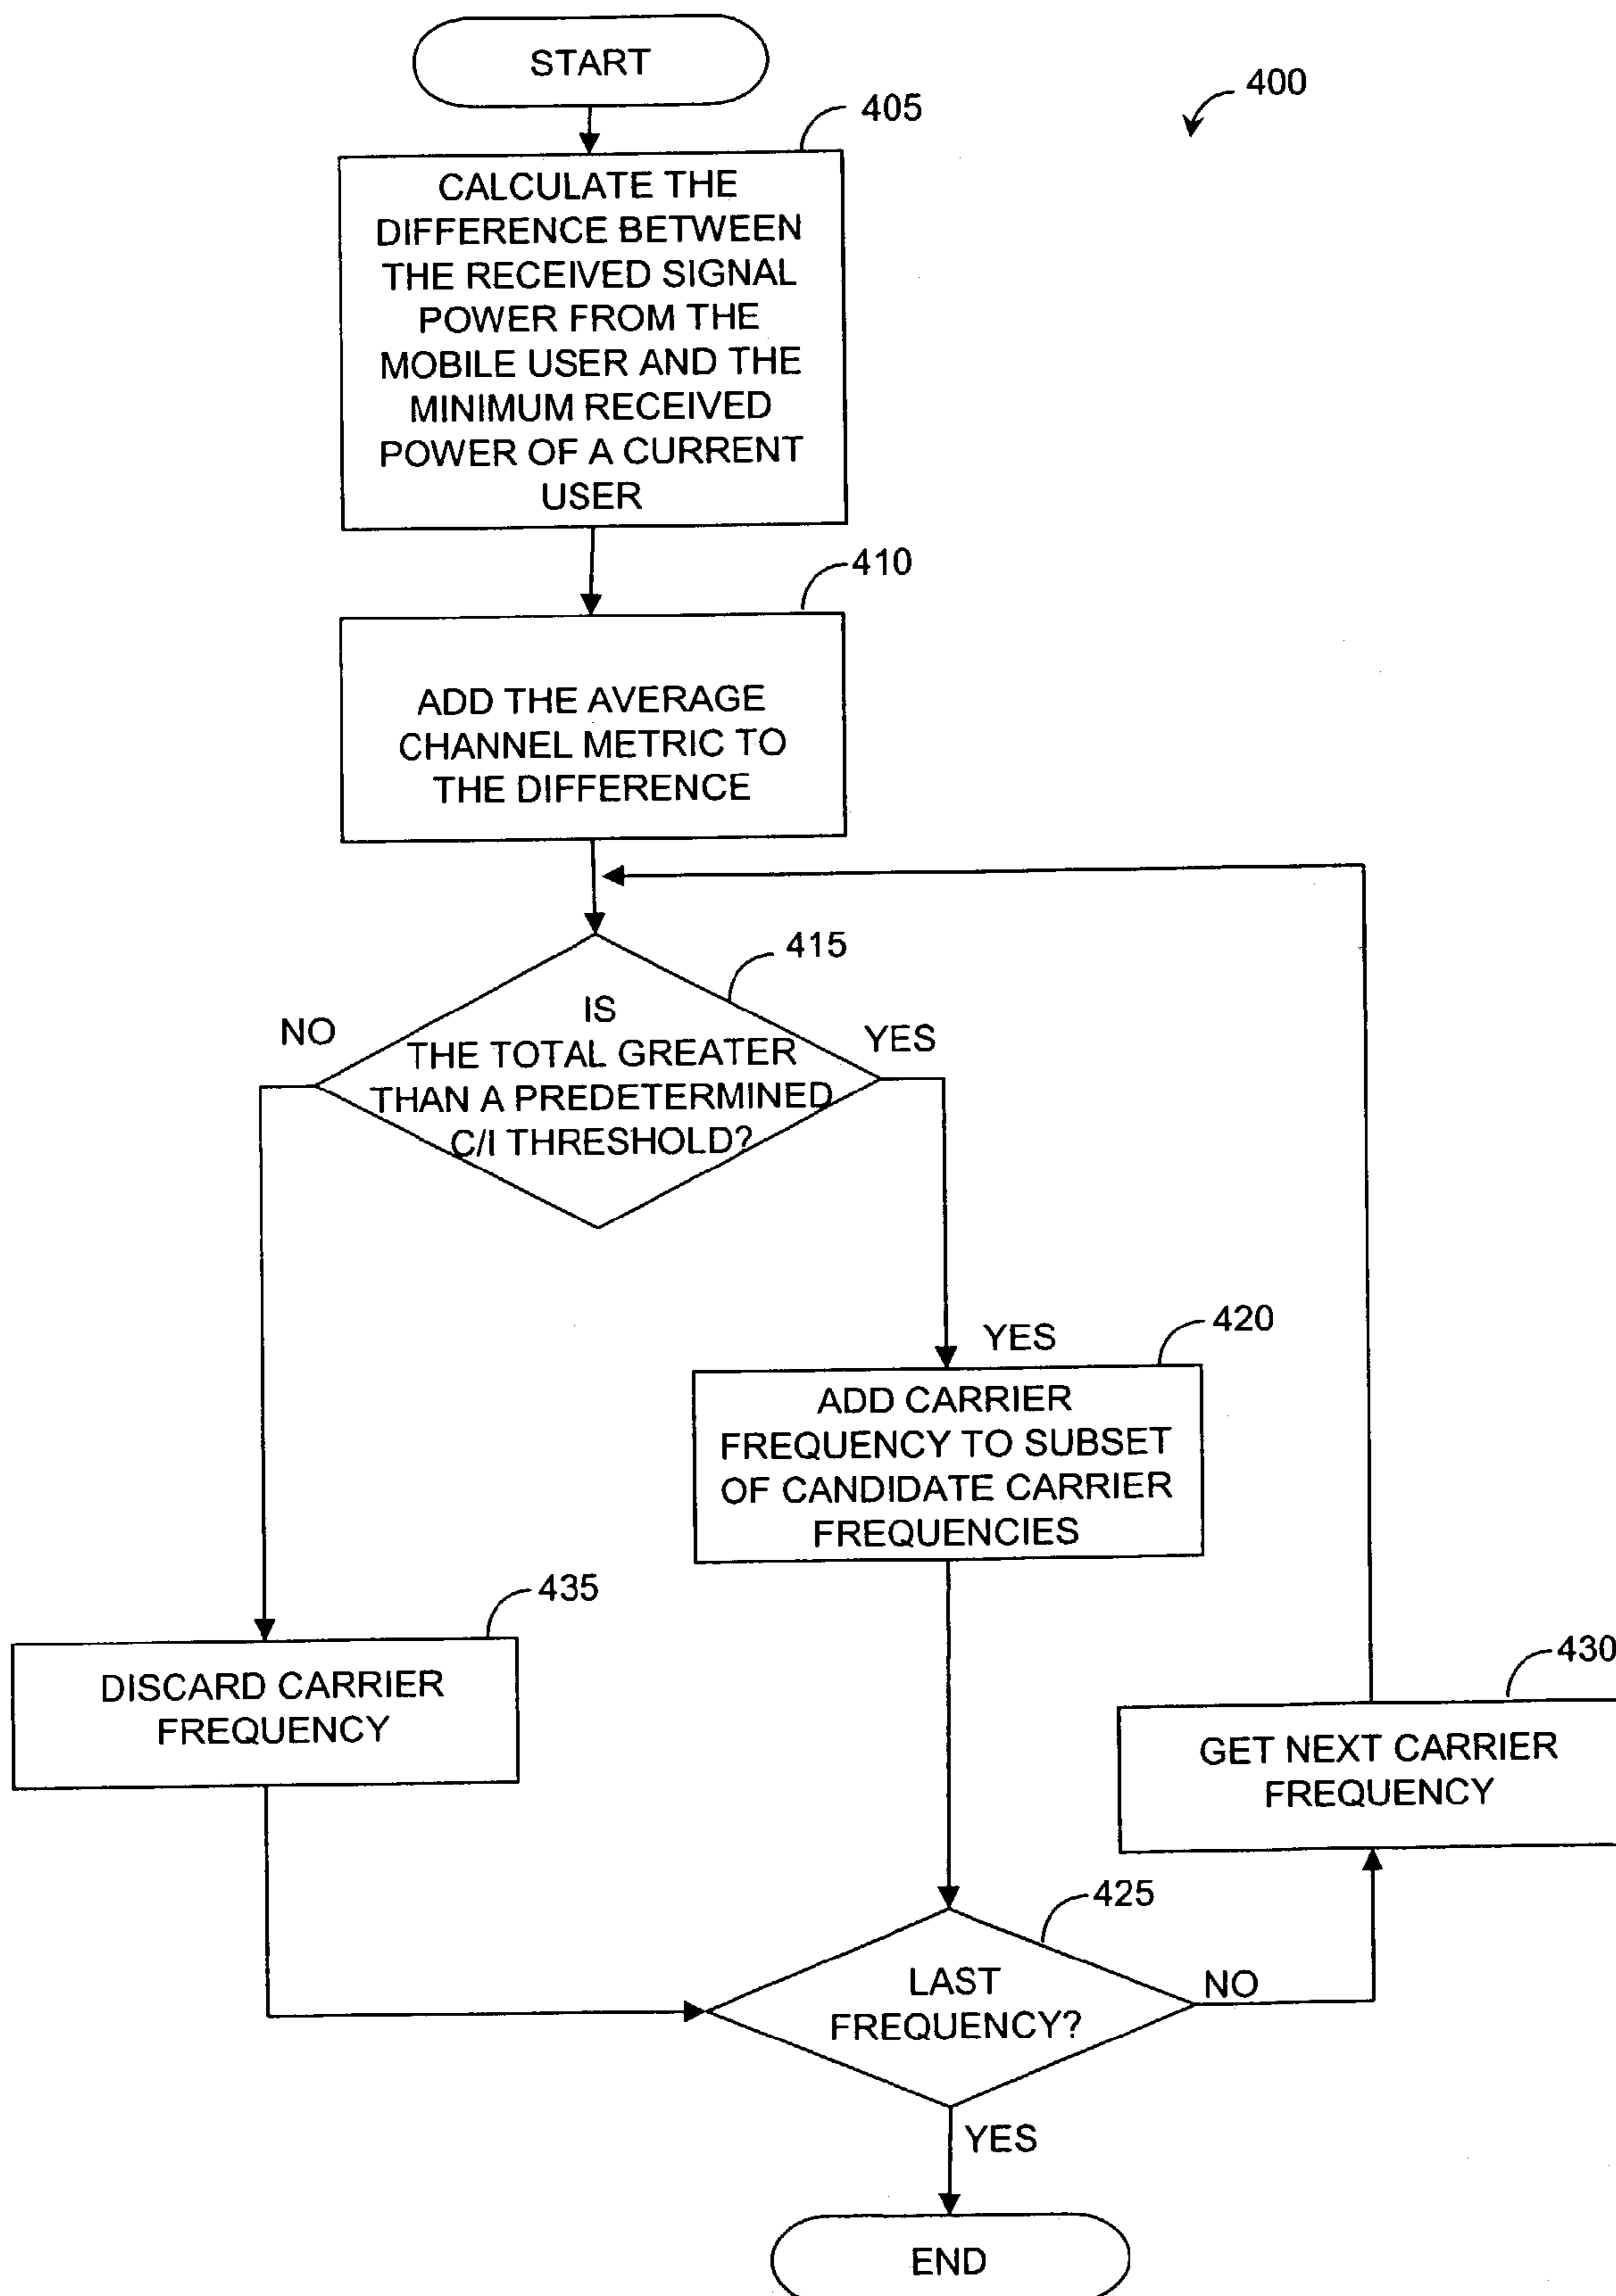 START
400
405
CALCULATE THE
DIFFERENCE BETWEEN
THE RECEIVED SIGNAL
POWER FROM THE
MOBILE USER AND THE
MINIMUM RECEIVED
POWER OF A CURRENT
USER
410
ADD THE AVERAGE
CHANNEL METRIC TO
THE DIFFERENCE
415
NO
YES
IS
THE TOTAL GREATER
THAN A PREDETERMINED
C/I THRESHOLD?
YES
420
ADD CARRIER
FREQUENCY TO SUBSET
OF CANDIDATE CARRIER
FREQUENCIES
435
DISCARD CARRIER
FREQUENCY
430
GET NEXT CARRIER
FREQUENCY
425
LAST
FREQUENCY?
NO
YES
END